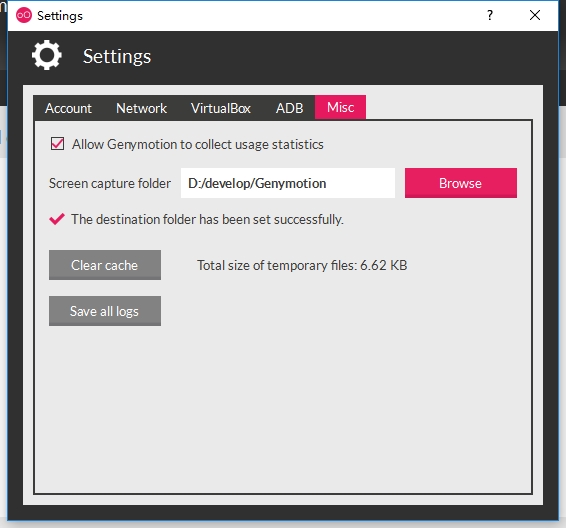 Settings
?
Settings
Account Network VirtualBox ADB Misc
Allow Genymotion to collect usage statistics
Screen capture folder D:/develop/Genymotion Browse
The destination folder has been set successfully.
Clear cache Total size of temporary files: 6.62 KB
Save all logs